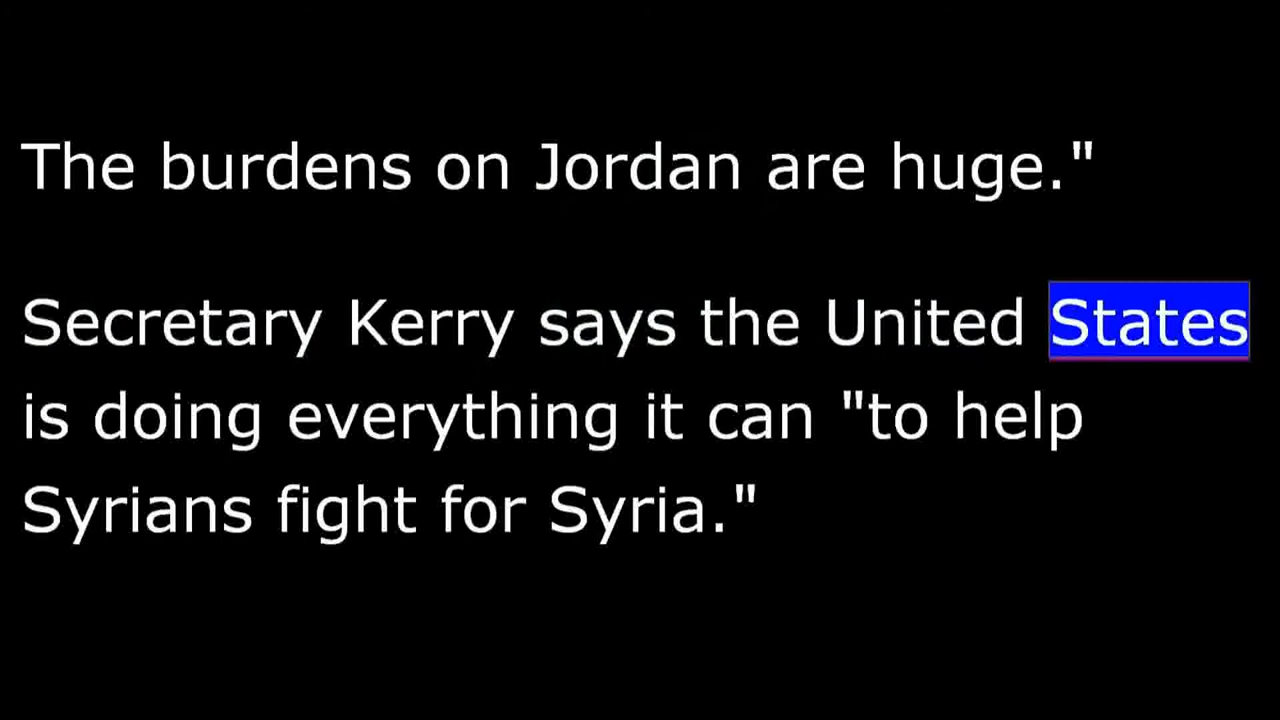 The burdens on Jordan are huge."
Secretary Kerry says the United States
is doing everything it can "to help
Syrians fight for Syria."